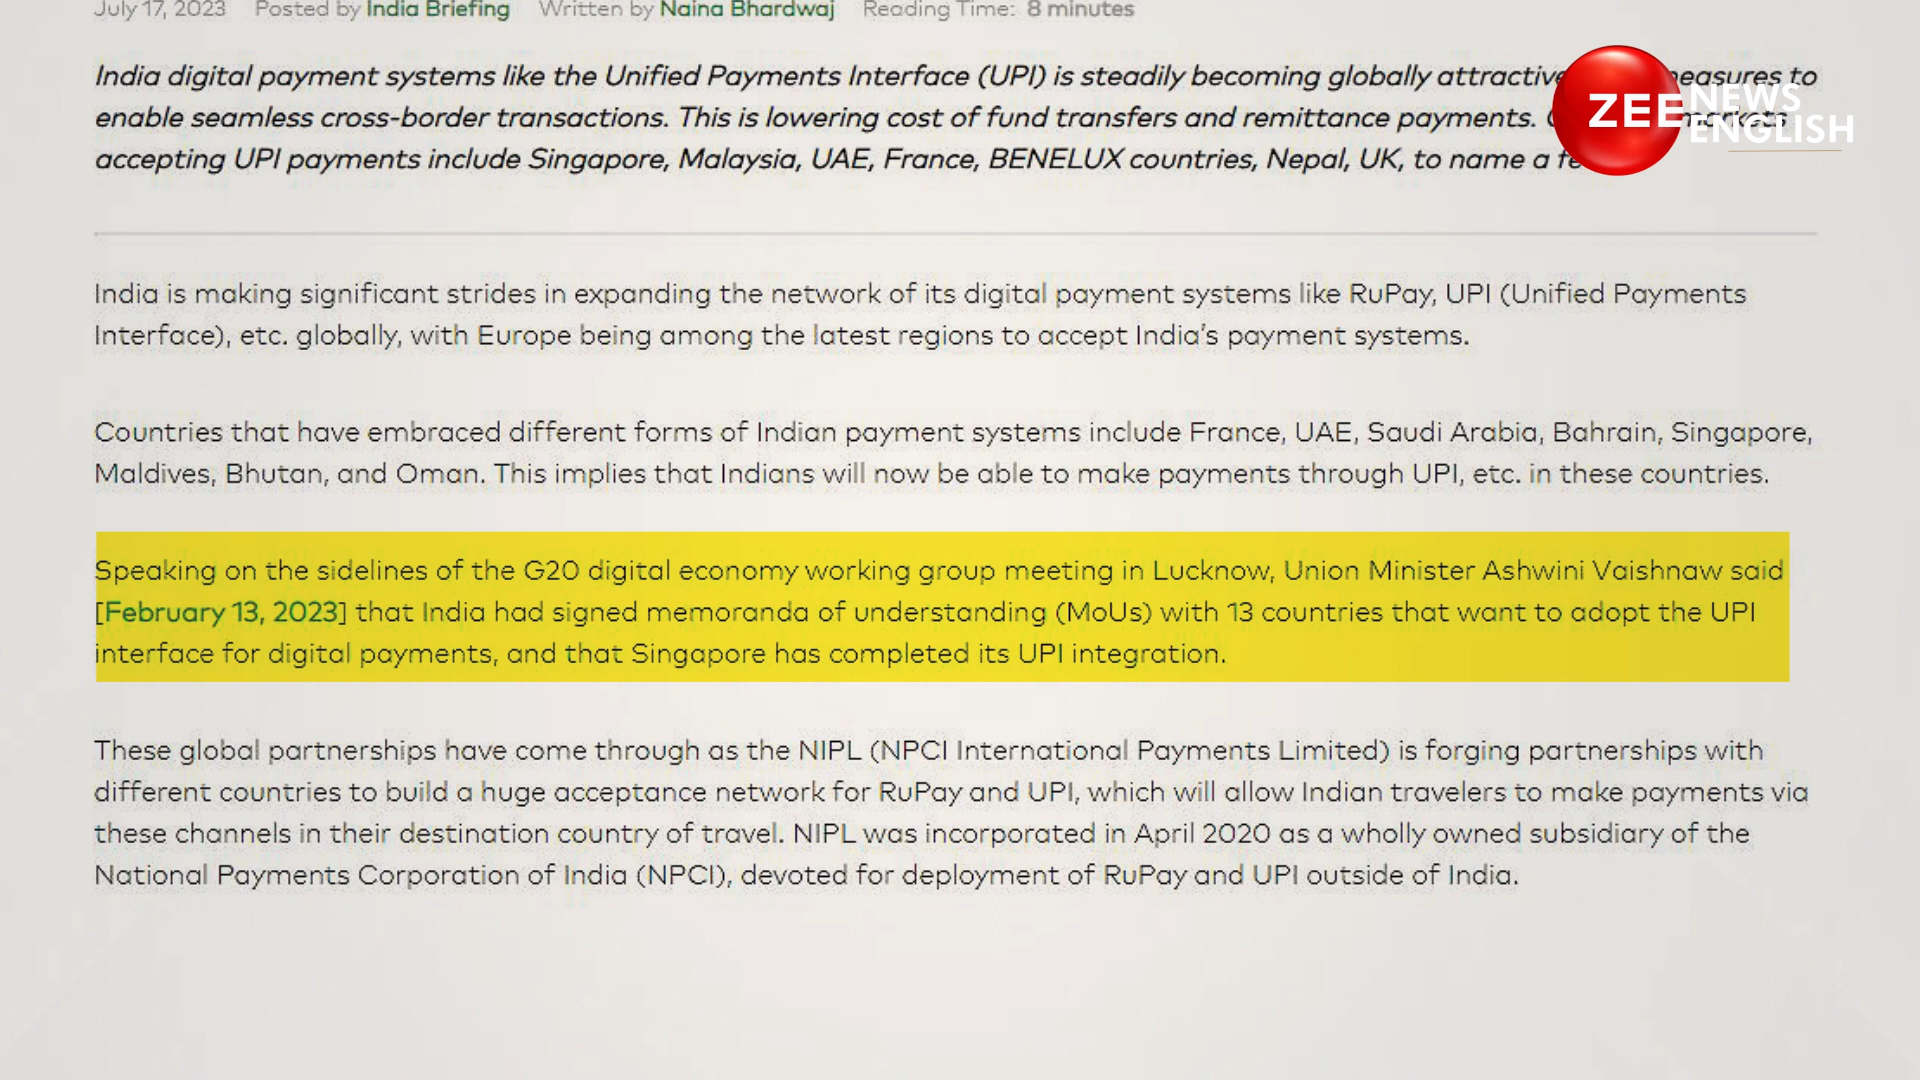 July 17, 2023 Posted by India Briefing Written by Naina Bhardwaj Reading Time: 8 minutes
India digital payment systems like the Unified Payments Interface (UPI) is steadily becoming globally attractive measures to
enable seamless cross-border transactions. This is lowering cost of fund transfers and remittance payments. markets
accepting UPI payments include Singapore, Malaysia, UAE, France, BENELUX countries, Nepal, UK, to name a
ZEE NEWS
ENGLISH
India is making significant strides in expanding the network of its digital payment systems like RuPay, UPI (Unified Payments
Interface), etc. globally, with Europe being among the latest regions to accept India's payment systems.
Countries that have embraced different forms of Indian payment systems include France, UAE, Saudi Arabia, Bahrain, Singapore,
Maldives, Bhutan, and Oman. This implies that Indians will now be able to make payments through UPI, etc. in these countries.
Speaking on the sidelines of the G20 digital economy working group meeting in Lucknow, Union Minister Ashwini Vaishnaw said
[February 13, 2023] that India had signed memoranda of understanding (MoUs) with 13 countries that want to adopt the UPI
interface for digital payments, and that Singapore has completed its UPI integration.
These global partnerships have come through as the NIPL (NPCI International Payments Limited) is forging partnerships with
different countries to build a huge acceptance network for RuPay and UPI, which will allow Indian travelers to make payments via
these channels in their destination country of travel. NIPL was incorporated in April 2020 as a wholly owned subsidiary of the
National Payments Corporation of India (NPCI), devoted for deployment of RuPay and UPI outside of India.